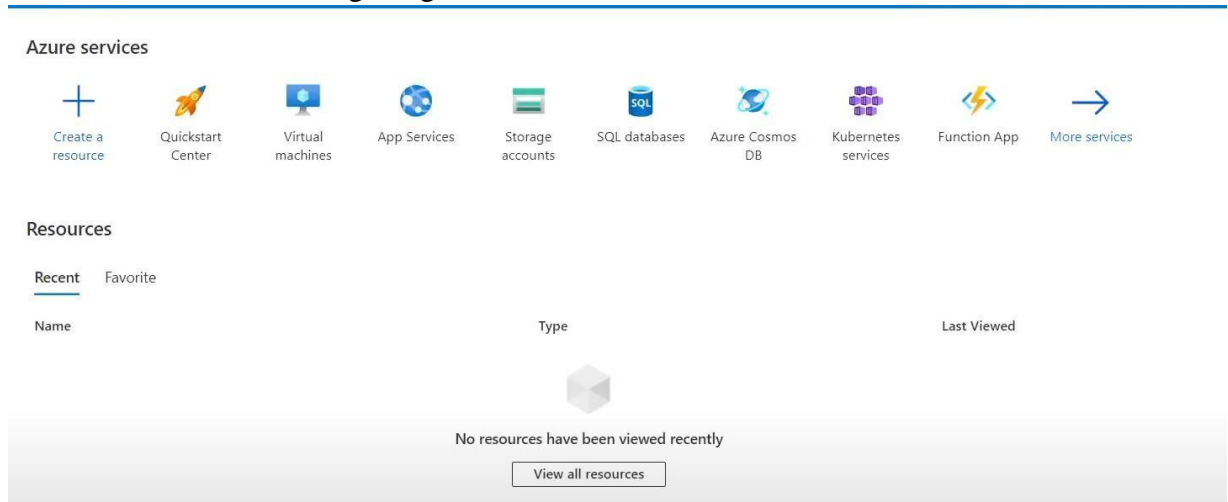 Azure services
Create a resource
Quickstart Center
Virtual machines
App Services
Storage accounts
SQL
SQL databases
Azure Cosmos DB
Kubernetes services
Function App
More services
Resources
Recent Favorite
Name Type Last Viewed
No resources have been viewed recently
View all resources